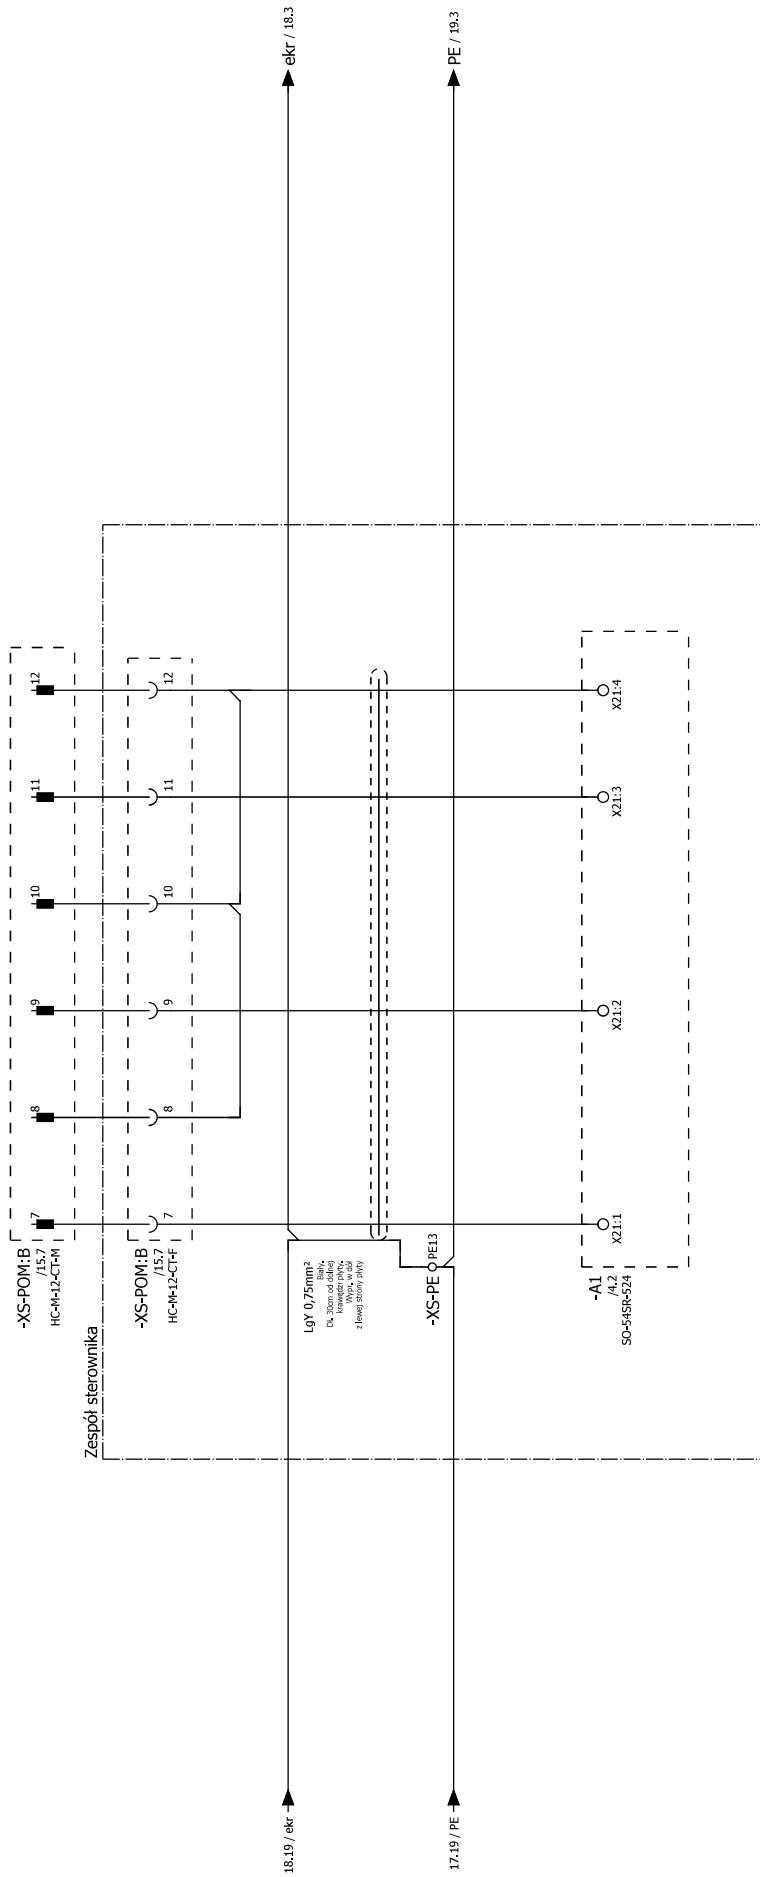 -XS-POM:B
/15.7
HC-M-12-CT-M
7
8
9
10
11
12
-XS-POM:B
/15.7
HC-M-12-CT-F
7
8
9
10
11
12
Zespół sterownika
18.19 / ekr
ekr / 18.3
LgY 0,75mm²
Biały.
Dł. 30cm od dolnej
krawędzi płyty.
Wypr. w dół
z lewej strony płyty
-XS-PE
PE13
17.19 / PE
PE / 19.3
-A1
/4.2
SO-54SR-524
X21:1
X21:2
X21:3
X21:4